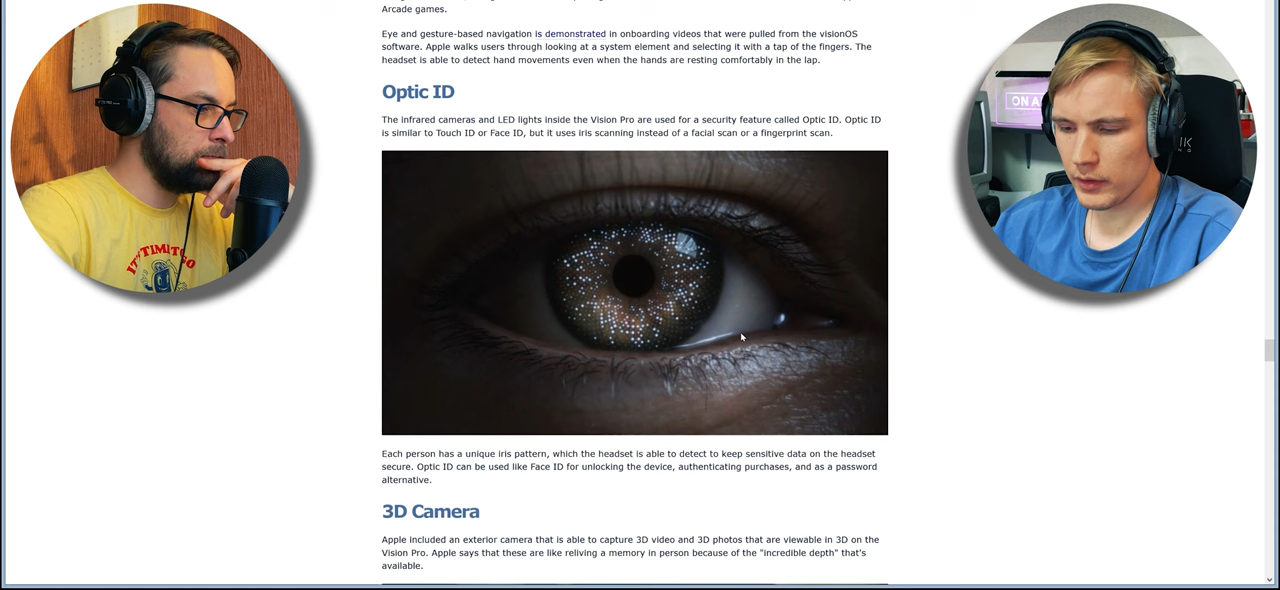 Arcade games.
Eye and gesture-based navigation is demonstrated in onboarding videos that were pulled from the visionOS
software. Apple walks users through looking at a system element and selecting it with a tap of the fingers. The
headset is able to detect hand movements even when the hands are resting comfortably in the lap.
Optic ID
The infrared cameras and LED lights inside the Vision Pro are used for a security feature called Optic ID. Optic ID
is similar to Touch ID or Face ID, but it uses iris scanning instead of a facial scan or a fingerprint scan.
ON A
IT'S TIME TO GO
Each person has a unique iris pattern, which the headset is able to detect to keep sensitive data on the headset
secure. Optic ID can be used like Face ID for unlocking the device, authenticating purchases, and as a password
alternative.
3D Camera
Apple included an exterior camera that is able to capture 3D video and 3D photos that are viewable in 3D on the
Vision Pro. Apple says that these are like reliving a memory in person because of the "incredible depth" that's
available.